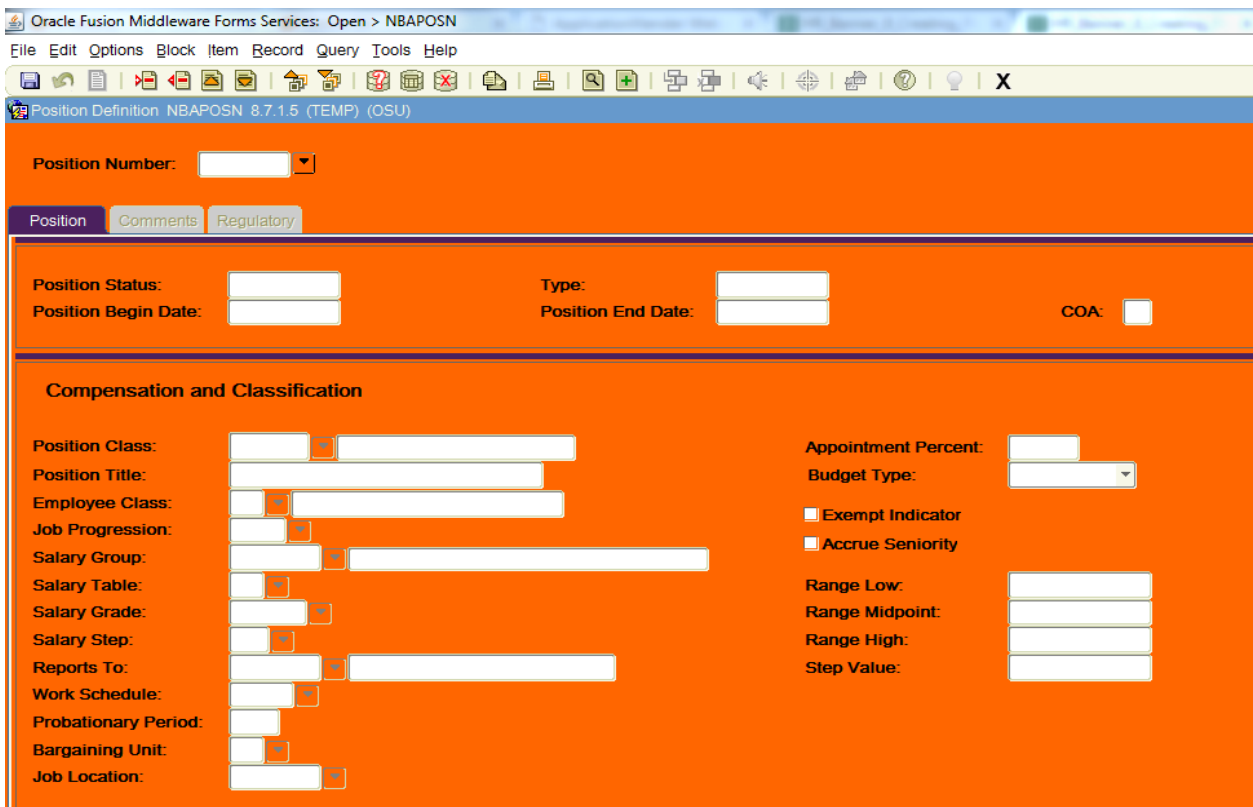 Oracle Fusion Middleware Forms Services: Open > NBAPOSN
File Edit Options Block Item Record Query Tools Help
X
Position Definition NBAPOSN 8.7.1.5 (TEMP) (OSU)
Position Number:
Position Comments Regulatory
Position Status: Type:
Position Begin Date: Position End Date: COA:
Compensation and Classification
Position Class: Appointment Percent:
Position Title: Budget Type:
Employee Class: Exempt Indicator
Job Progression: Accrue Seniority
Salary Group:
Salary Table: Range Low:
Salary Grade: Range Midpoint:
Salary Step: Range High:
Reports To: Step Value:
Work Schedule:
Probationary Period:
Bargaining Unit:
Job Location: